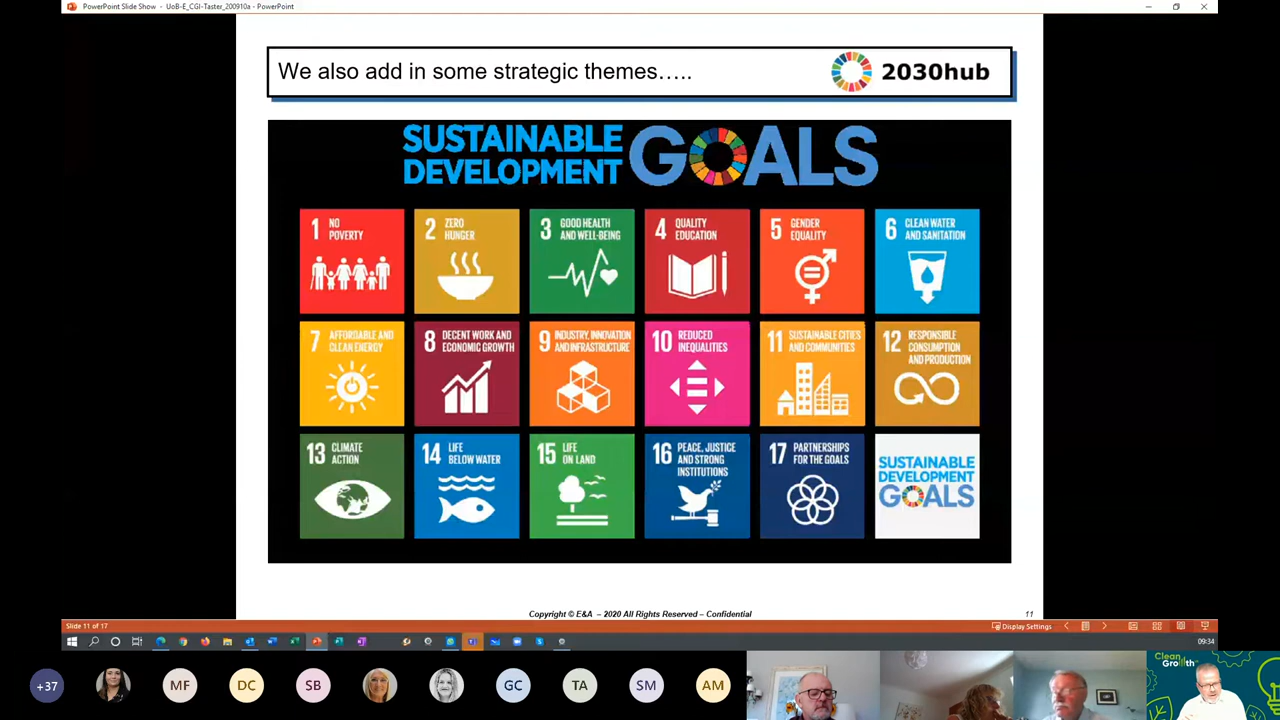 PowerPoint Slide Show - UoB-E_CGI-Taster_200910a - PowerPoint
We also add in some strategic themes…..
2030hub
SUSTAINABLE
DEVELOPMENT
GOALS
1 NO
POVERTY
2 ZERO
HUNGER
3 GOOD HEALTH
AND WELL-BEING
4 QUALITY
EDUCATION
5 GENDER
EQUALITY
6 CLEAN WATER
AND SANITATION
7 AFFORDABLE AND
CLEAN ENERGY
8 DECENT WORK AND
ECONOMIC GROWTH
9 INDUSTRY, INNOVATION
AND INFRASTRUCTURE
10 REDUCED
INEQUALITIES
11 SUSTAINABLE CITIES
AND COMMUNITIES
12 RESPONSIBLE
CONSUMPTION
AND PRODUCTION
13 CLIMATE
ACTION
14 LIFE
BELOW WATER
15 LIFE
ON LAND
16 PEACE, JUSTICE
AND STRONG
INSTITUTIONS
17 PARTNERSHIPS
FOR THE GOALS
SUSTAINABLE
DEVELOPMENT
GOALS
Copyright © E&A – 2020 All Rights Reserved – Confidential
11
Slide 11 of 17
Display Settings
09:34
+37
MF
DC
SB
GC
TA
SM
AM
Clean
Growth